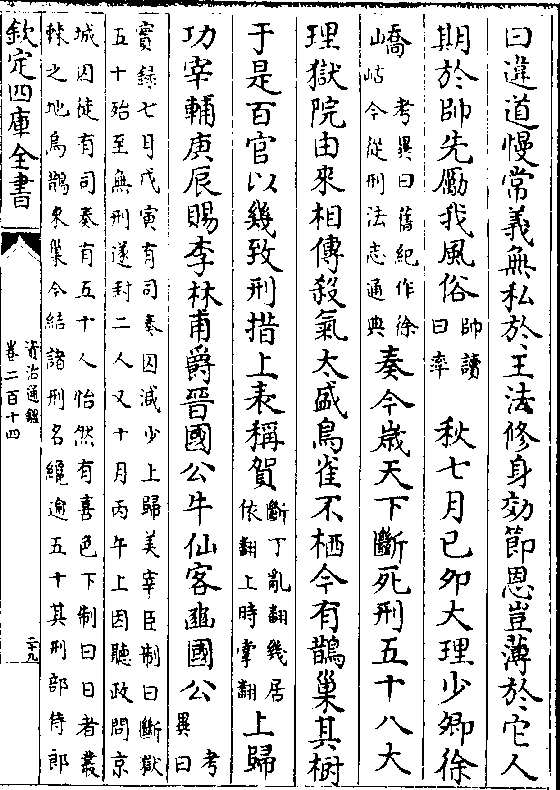 曰違道慢常義無私於王法修身効節恩豈薄於它人
期於帥先勵我風俗帥讀曰率 秋七月已夘大理少卿徐
嶠考異曰舊紀作徐山岵今從刑法志通典奏今歳天下斷死刑五十八大
理獄院由來相傳殺氣太盛鳥雀不栖今有鵲巢其樹
于是百官以幾致刑措上表稱賀斷丁亂翻幾居依翻上時掌翻上歸
功宰輔庚辰賜李林甫爵晉國公牛仙客豳國公考異曰
實録七月戊寅有司奏囚減少上歸美宰臣制曰斷獄
五十殆至無刑遂封二人又十月丙午上因聽政問京
城囚徒有司奏有五十人怡然有喜色下制曰日者叢
棘之地烏鵲來巢今結諸刑名纔逾五十其刑部侍郎
欽定四庫全書
資治通鑑
卷二百十四
二十九